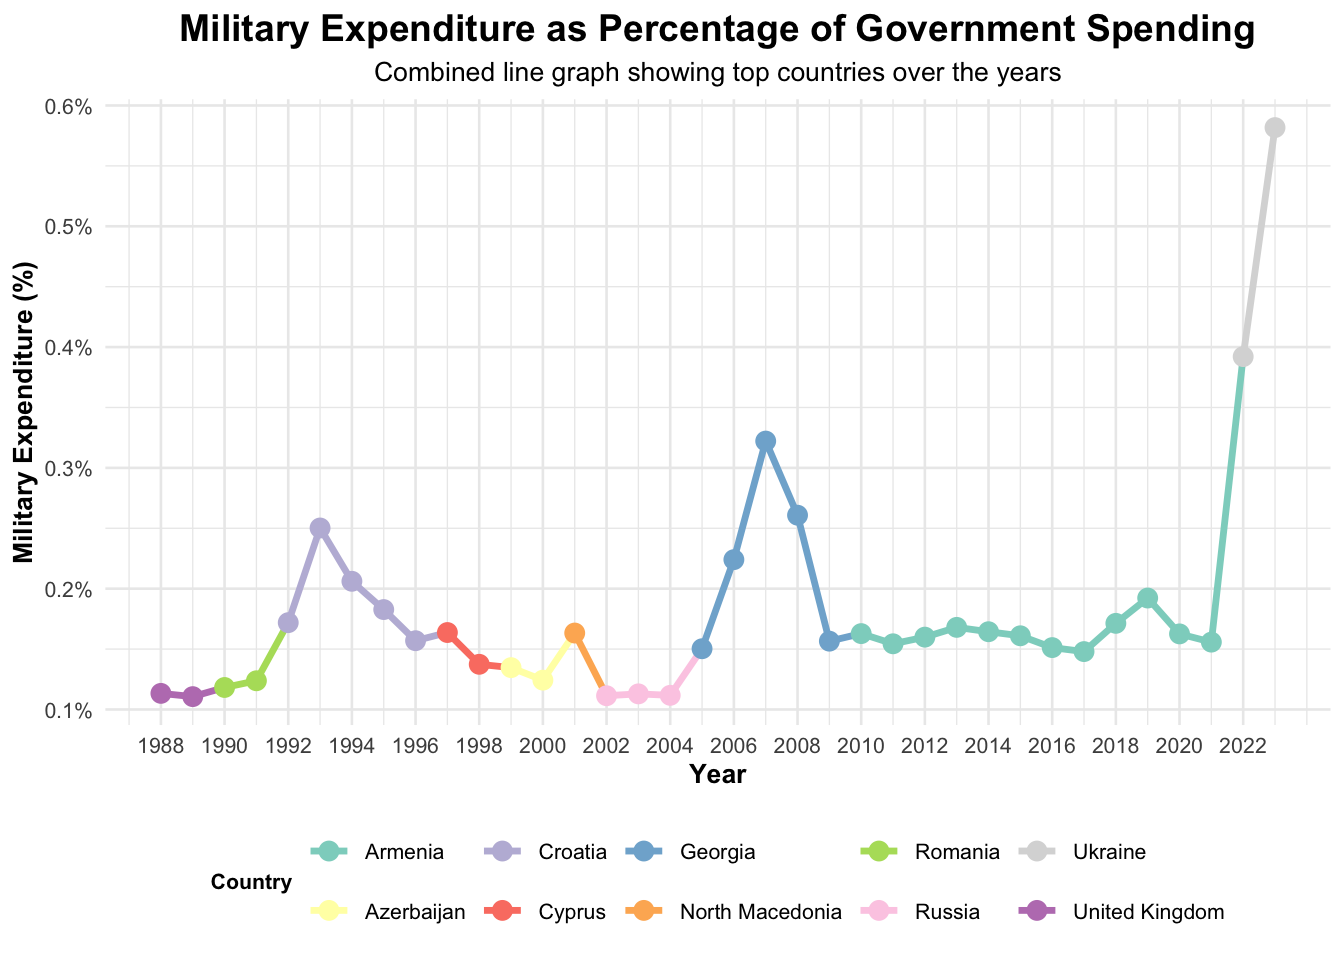 Military Expenditure as Percentage of Government Spending
Combined line graph showing top countries over the years
Military Expenditure (%)
0.6%
0.5%
0.4%
0.3%
0.2%
0.1%
1988 1990 1992 1994 1996 1998 2000 2002 2004 2006 2008 2010 2012 2014 2016 2018 2020 2022
Year
Country
Armenia Croatia Georgia Romania Ukraine
Azerbaijan Cyprus North Macedonia Russia United Kingdom